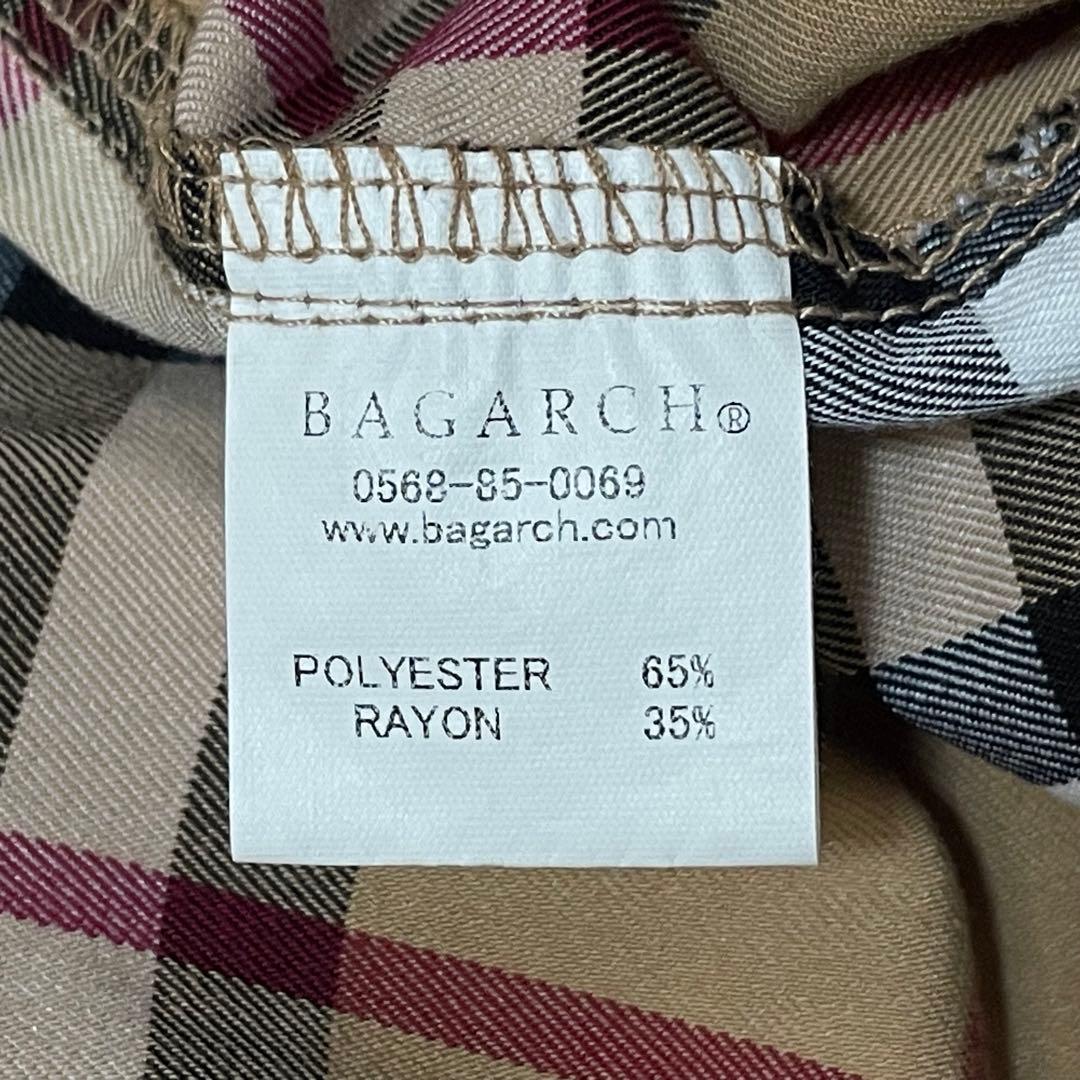 BAGARCH®
0568-85-0069
www.bagarch.com
POLYESTER 65%
RAYON 35%